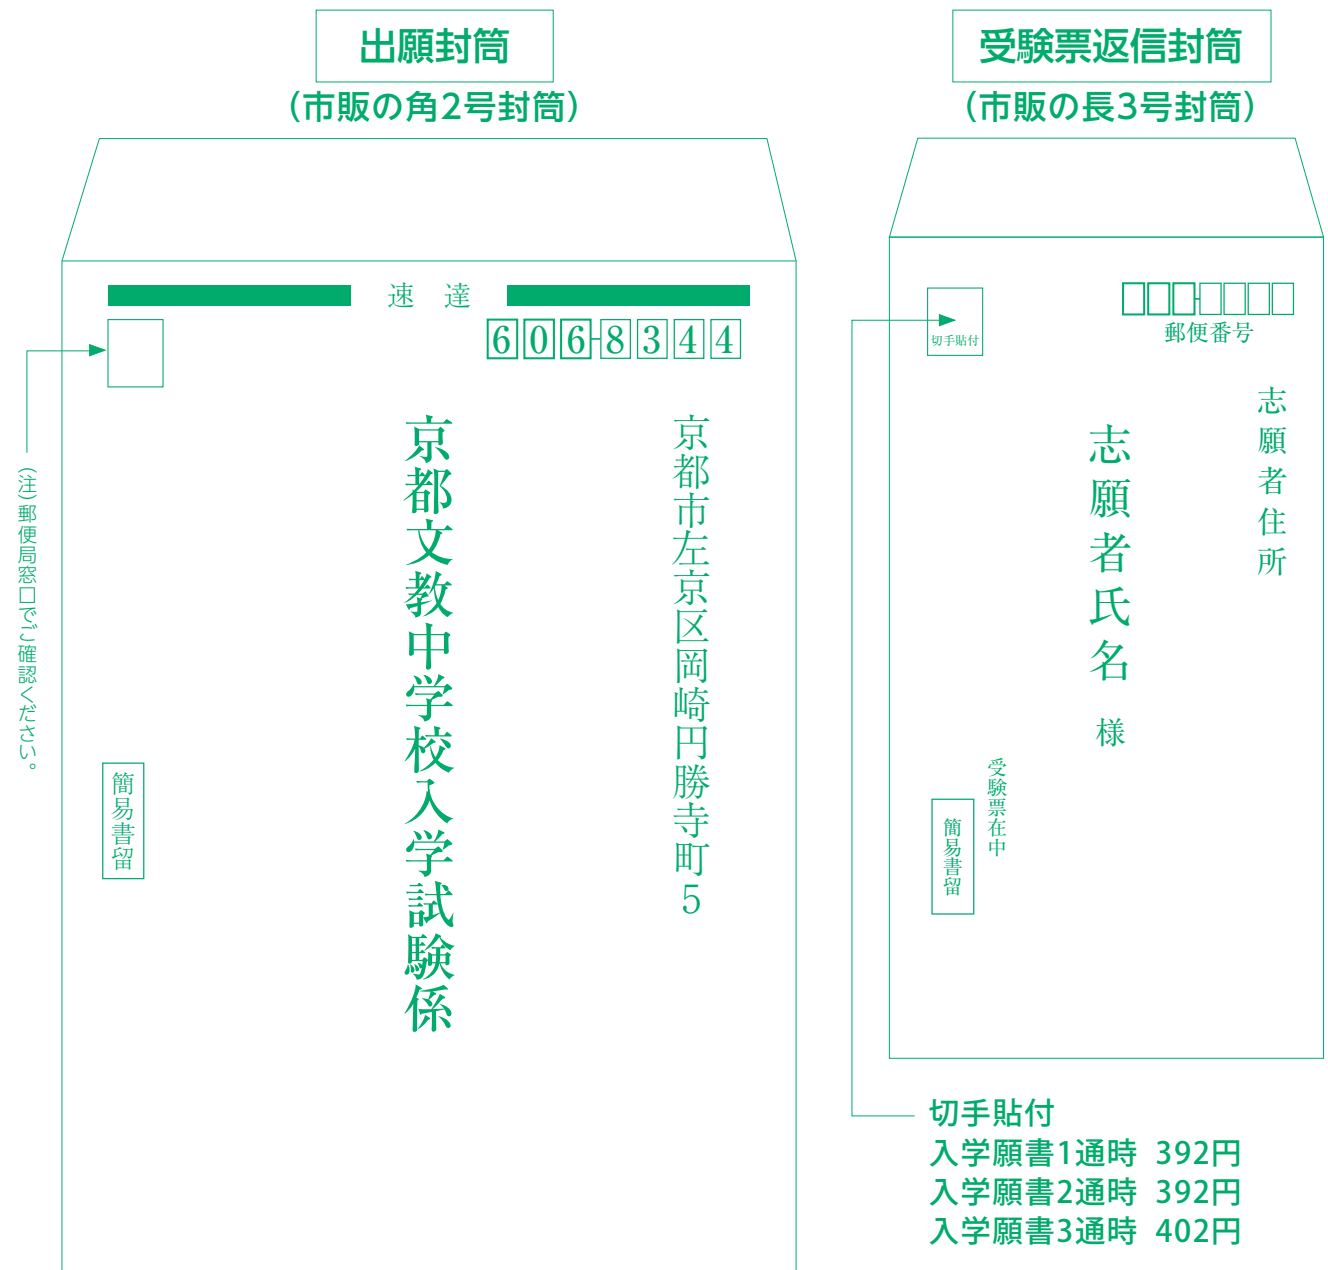 出願封筒
（市販の角2号封筒）
速　達
606-8344
京都市左京区岡崎円勝寺町5
京都文教中学校入学試験係
簡易書留
（注）郵便局窓口でご確認ください。
受験票返信封筒
（市販の長3号封筒）
切手貼付
郵便番号
志願者住所
志願者氏名 様
受験票在中
簡易書留
切手貼付
入学願書1通時 392円
入学願書2通時 392円
入学願書3通時 402円